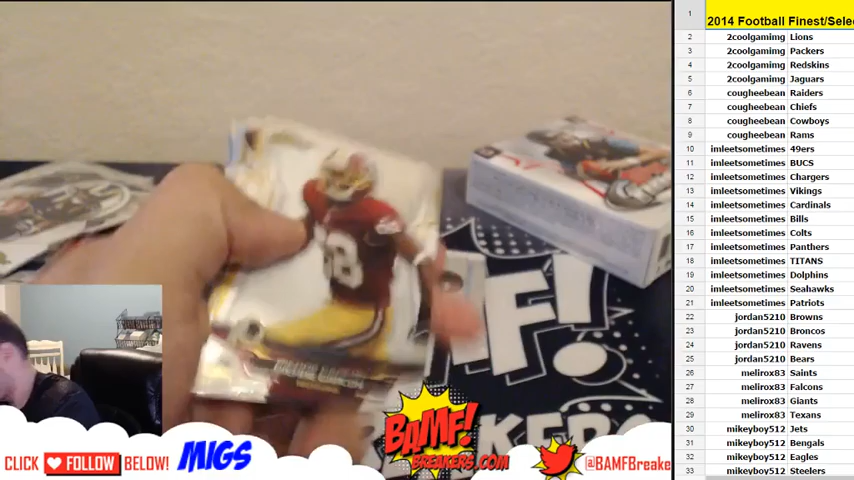 1 2014 Football Finest/Selec
2 2coolgamimg Lions
3 2coolgamimg Packers
4 2coolgamimg Redskins
5 2coolgamimg Jaguars
6 cougheebean Raiders
7 cougheebean Chiefs
8 cougheebean Cowboys
9 cougheebean Rams
10 imleetsometimes 49ers
11 imleetsometimes BUCS
12 imleetsometimes Chargers
13 imleetsometimes Vikings
14 imleetsometimes Cardinals
15 imleetsometimes Bills
16 imleetsometimes Colts
17 imleetsometimes Panthers
18 imleetsometimes TITANS
19 imleetsometimes Dolphins
20 imleetsometimes Seahawks
21 imleetsometimes Patriots
22 jordan5210 Browns
23 jordan5210 Broncos
24 jordan5210 Ravens
25 jordan5210 Bears
26 melirox83 Saints
27 melirox83 Falcons
28 melirox83 Giants
29 melirox83 Texans
30 mikeyboy512 Jets
31 mikeyboy512 Bengals
32 mikeyboy512 Eagles
33 mikeyboy512 Steelers
88
F!
CLICK FOLLOW BELOW!
MIGS
BAMF!
BREAKERS.COM
@BAMFBreake